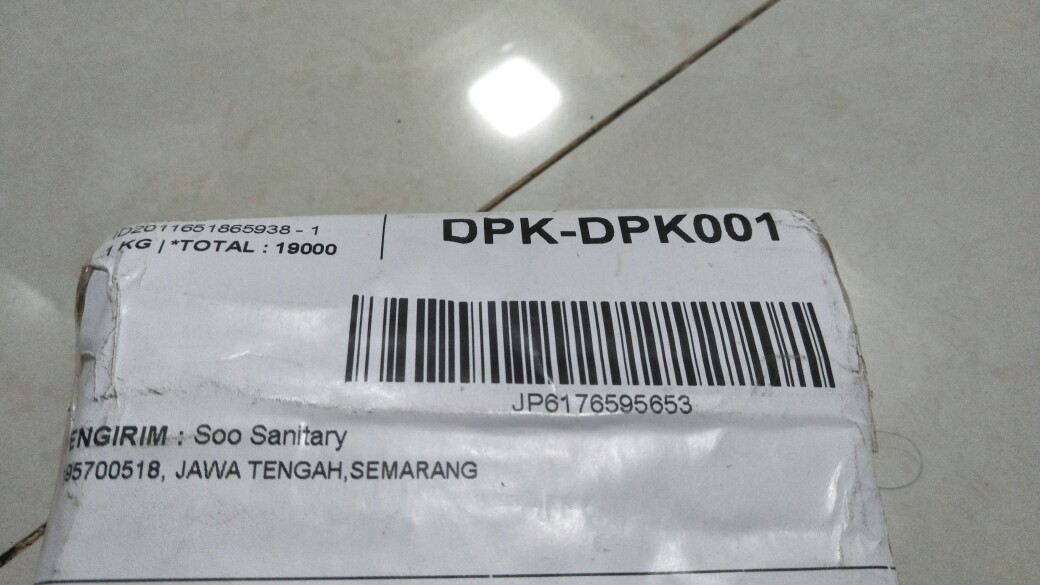 ID2011651865938 - 1
1 KG | *TOTAL : 19000
DPK-DPK001
JP6176595653
ENGIRIM : Soo Sanitary
95700518, JAWA TENGAH,SEMARANG